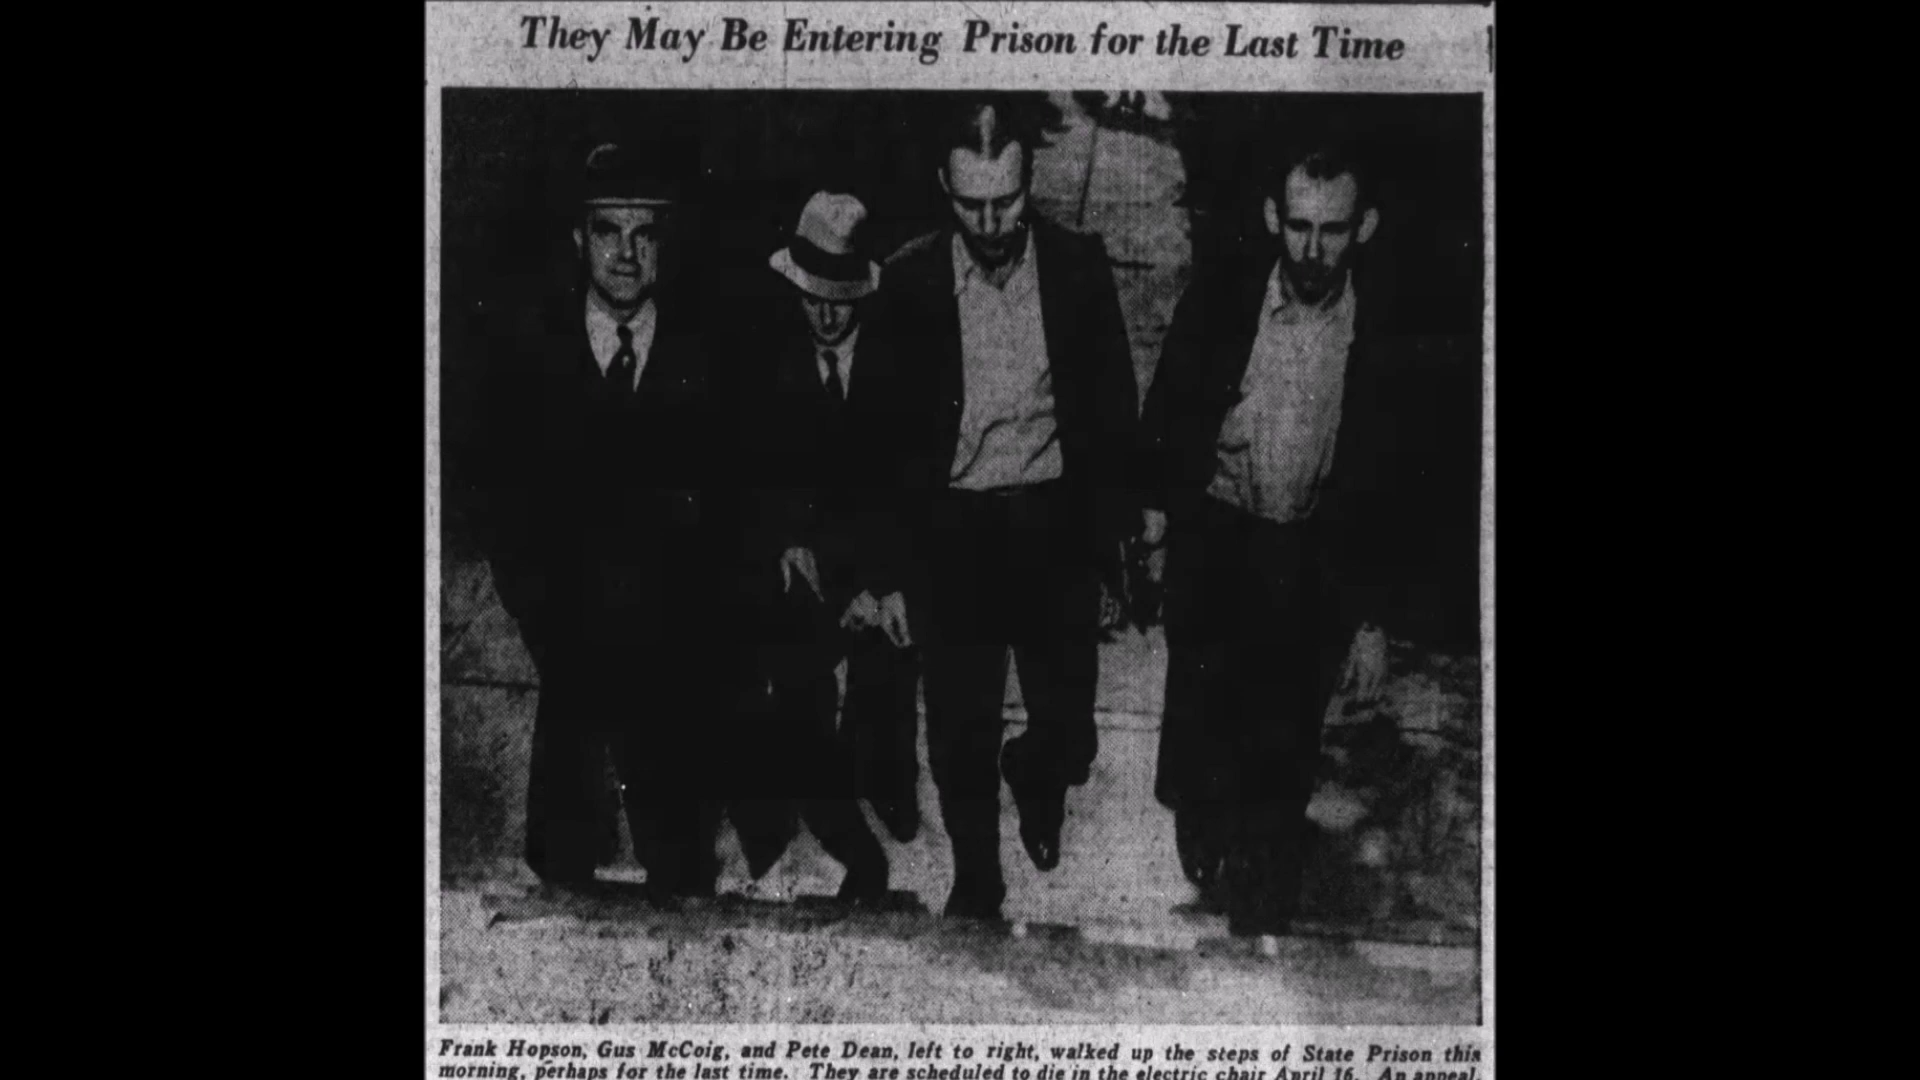 They May Be Entering Prison for the Last Time
Frank Hopson, Gus McCoig, and Pete Dean, left to right, walked up the steps of State Prison this
morning, perhaps for the last time. They are scheduled to die in the electric chair April 16. An appeal,